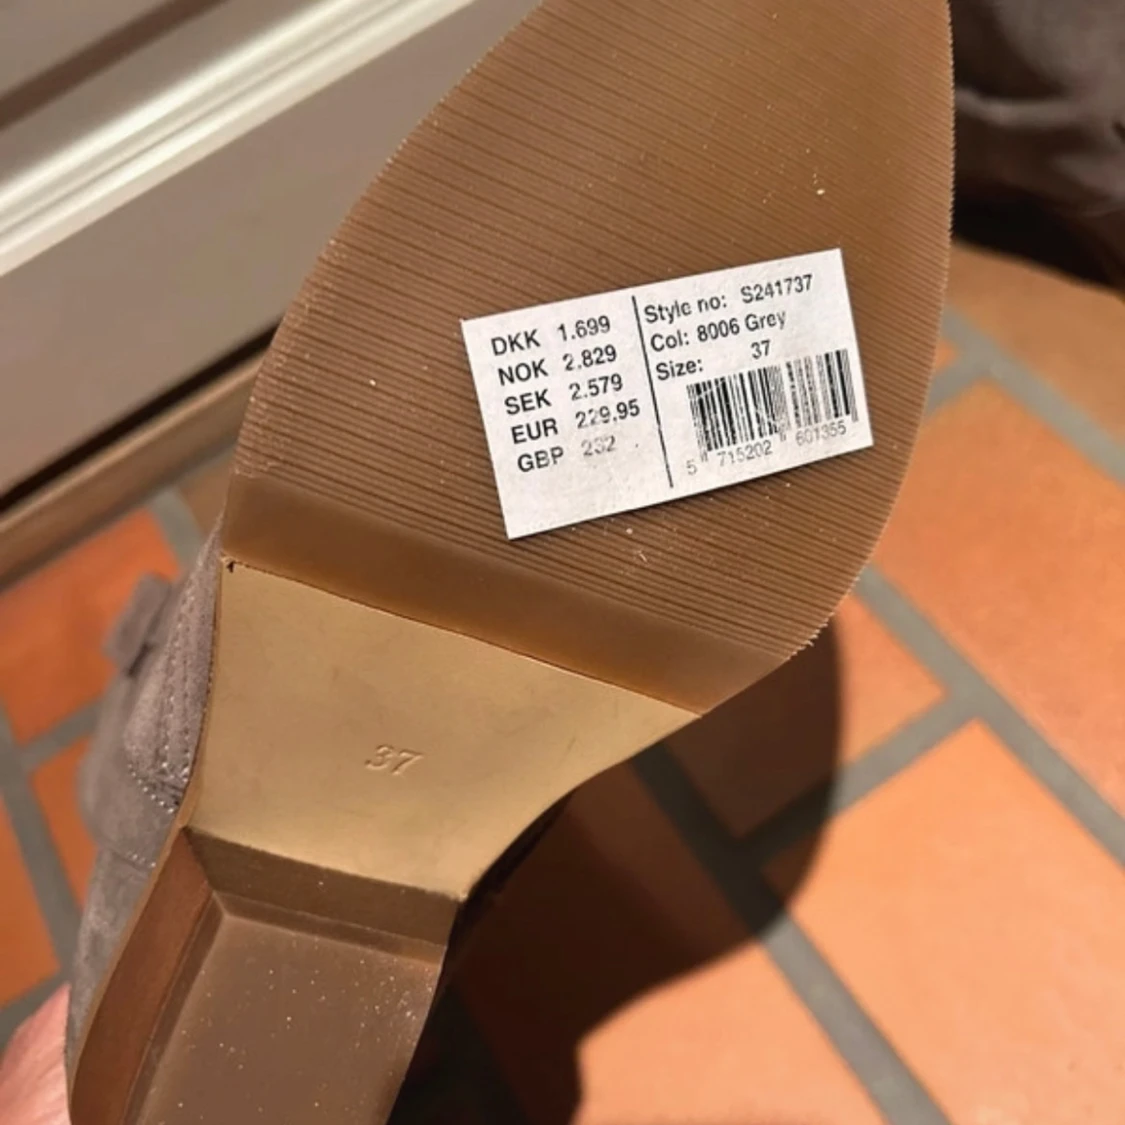 DKK 1.699
NOK 2.829
SEK 2.579
EUR 229,95
GBP 232
Style no: S241737
Col: 8006 Grey
Size: 37
5 715202 601355
37